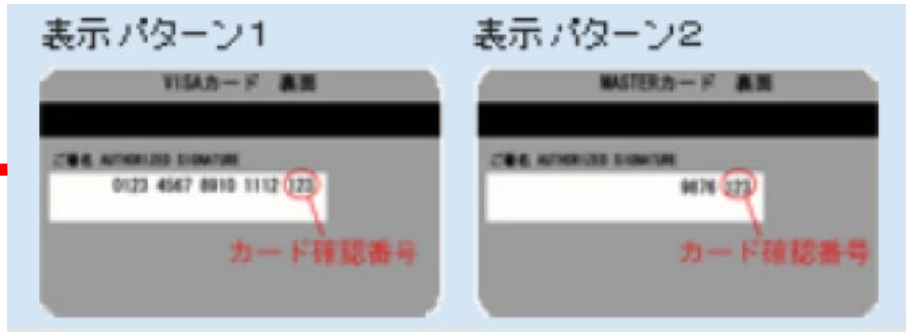 表示パターン1
VISAカード 裏面
ご署名 AUTHORIZED SIGNATURE
0123 4567 8910 1112 123
カード確認番号
表示パターン2
MASTERカード 裏面
ご署名 AUTHORIZED SIGNATURE
9876 123
カード確認番号